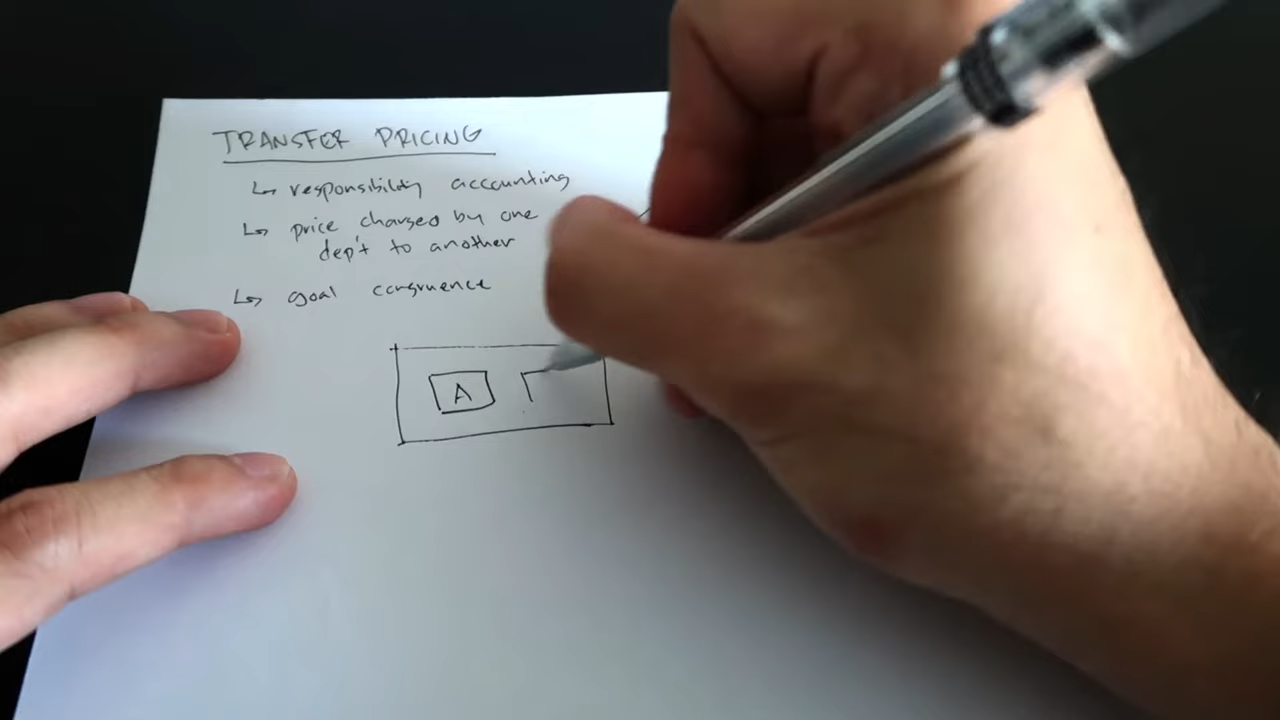 TRANSFER PRICING
↳ responsibility accounting
↳ price charged by one
dep't to another
↳ goal congruence
A